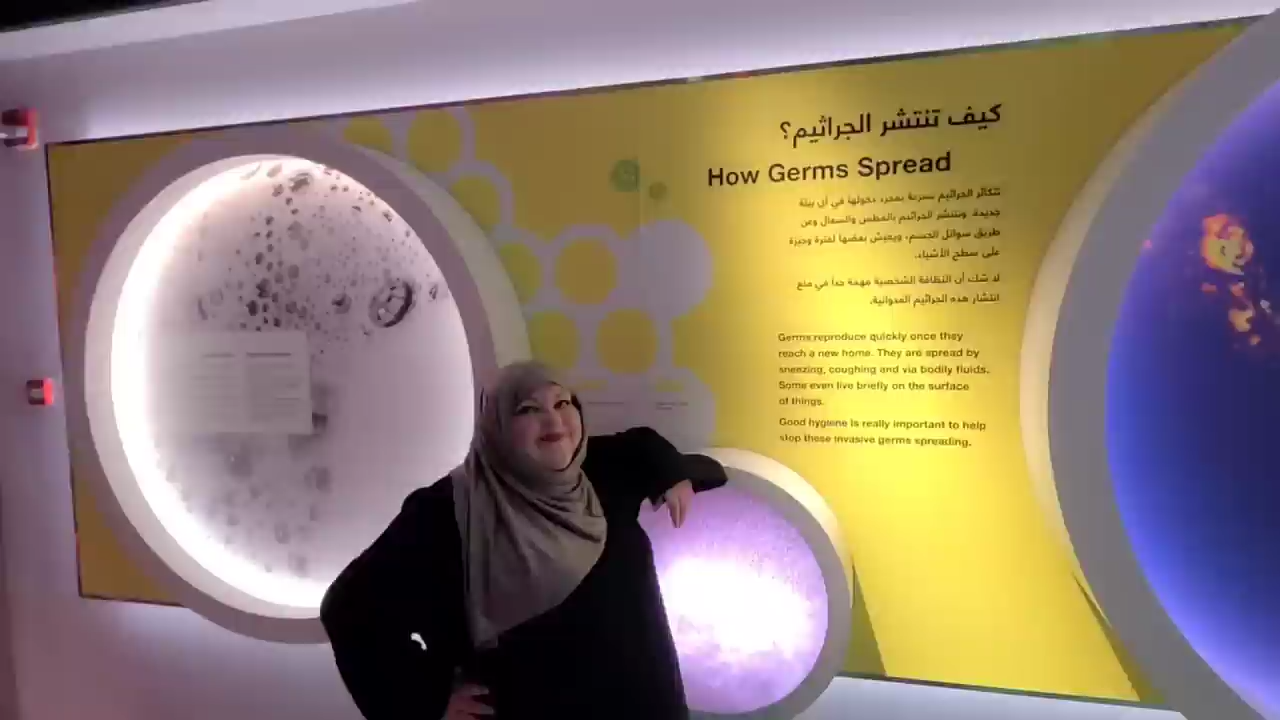 كيف تنتشر الجراثيم؟
How Germs Spread
تتكاثر الجراثيم بسرعة بمجرد دخولها في أي بيئة
جديدة. وتنتشر الجراثيم بالعطس والسعال وعن
طريق سوائل الجسم، ويعيش بعضها لفترة وجيزة
على سطح الأشياء.
لا شك أن النظافة الشخصية مهمة جداً في منع
انتشار هذه الجراثيم العدوانية.
Germs reproduce quickly once they
reach a new home. They are spread by
sneezing, coughing and via bodily fluids.
Some even live briefly on the surface
of things.
Good hygiene is really important to help
stop these invasive germs spreading.